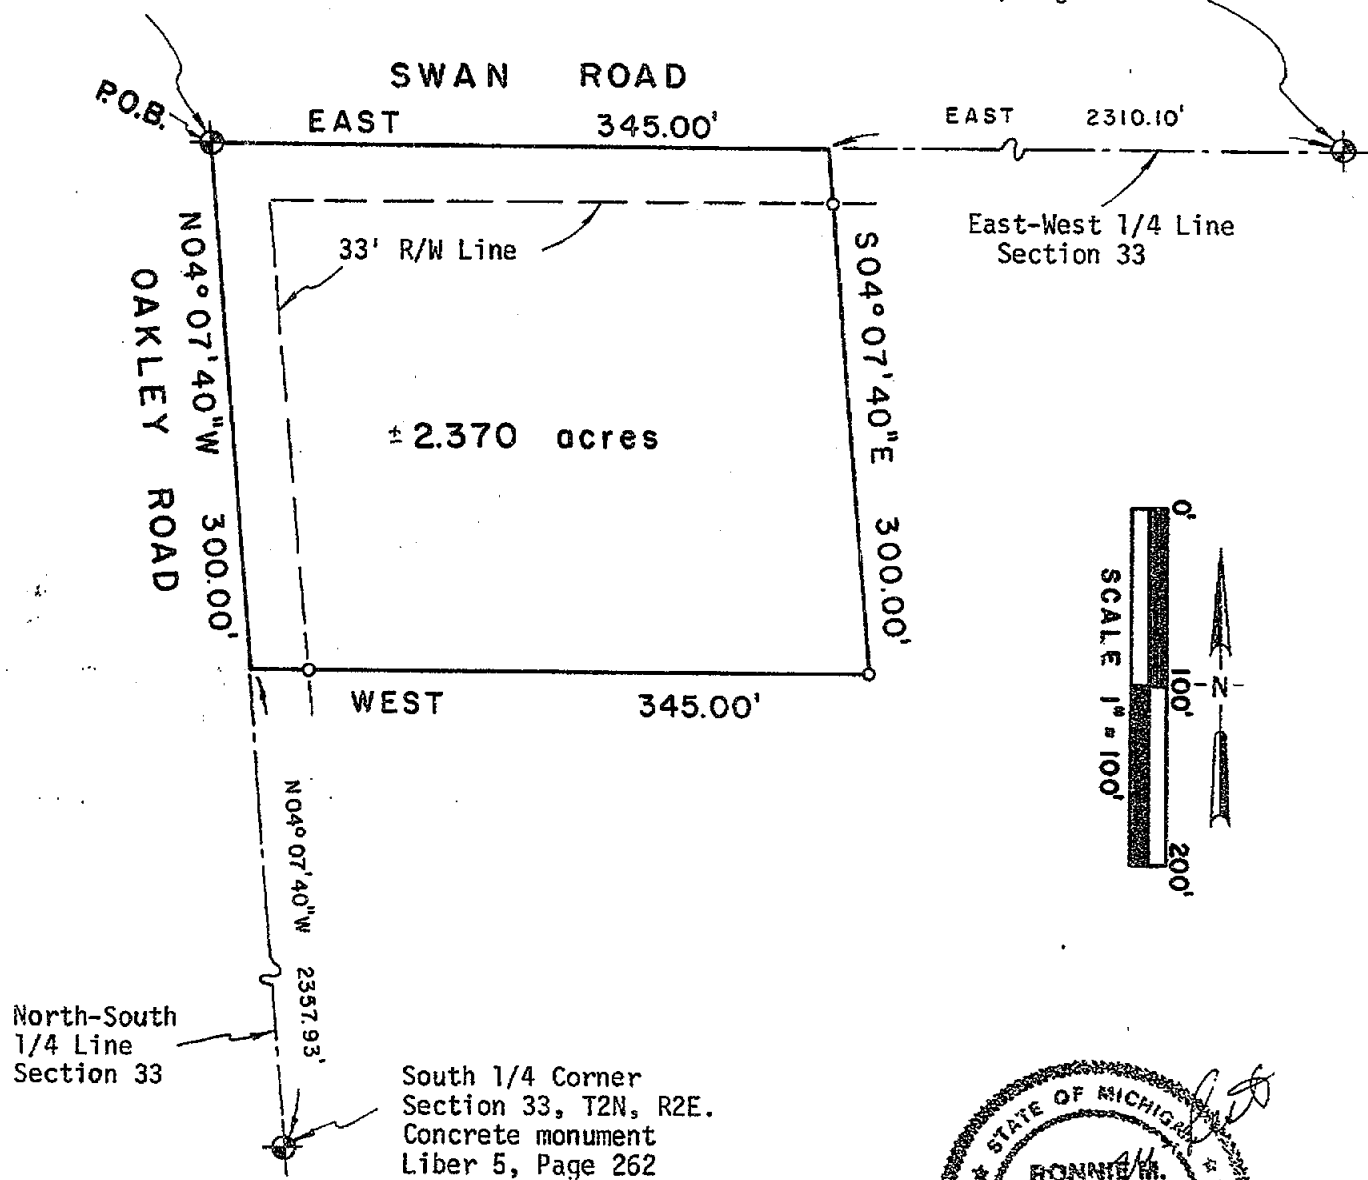 SWAN ROAD
P.O.B.
EAST 345.00'
EAST 2310.10'
East-West 1/4 Line
Section 33
33' R/W Line
N04°07'40"W 300.00'
OAKLEY ROAD
S04°07'40"E 300.00'
± 2.370 acres
WEST 345.00'
0'
100'
200'
SCALE 1" = 100'
N
N04°07'40"W 2357.93'
North-South
1/4 Line
Section 33
South 1/4 Corner
Section 33, T2N, R2E.
Concrete monument
Liber 5, Page 262
STATE OF MICHIGAN
RONNIE M.